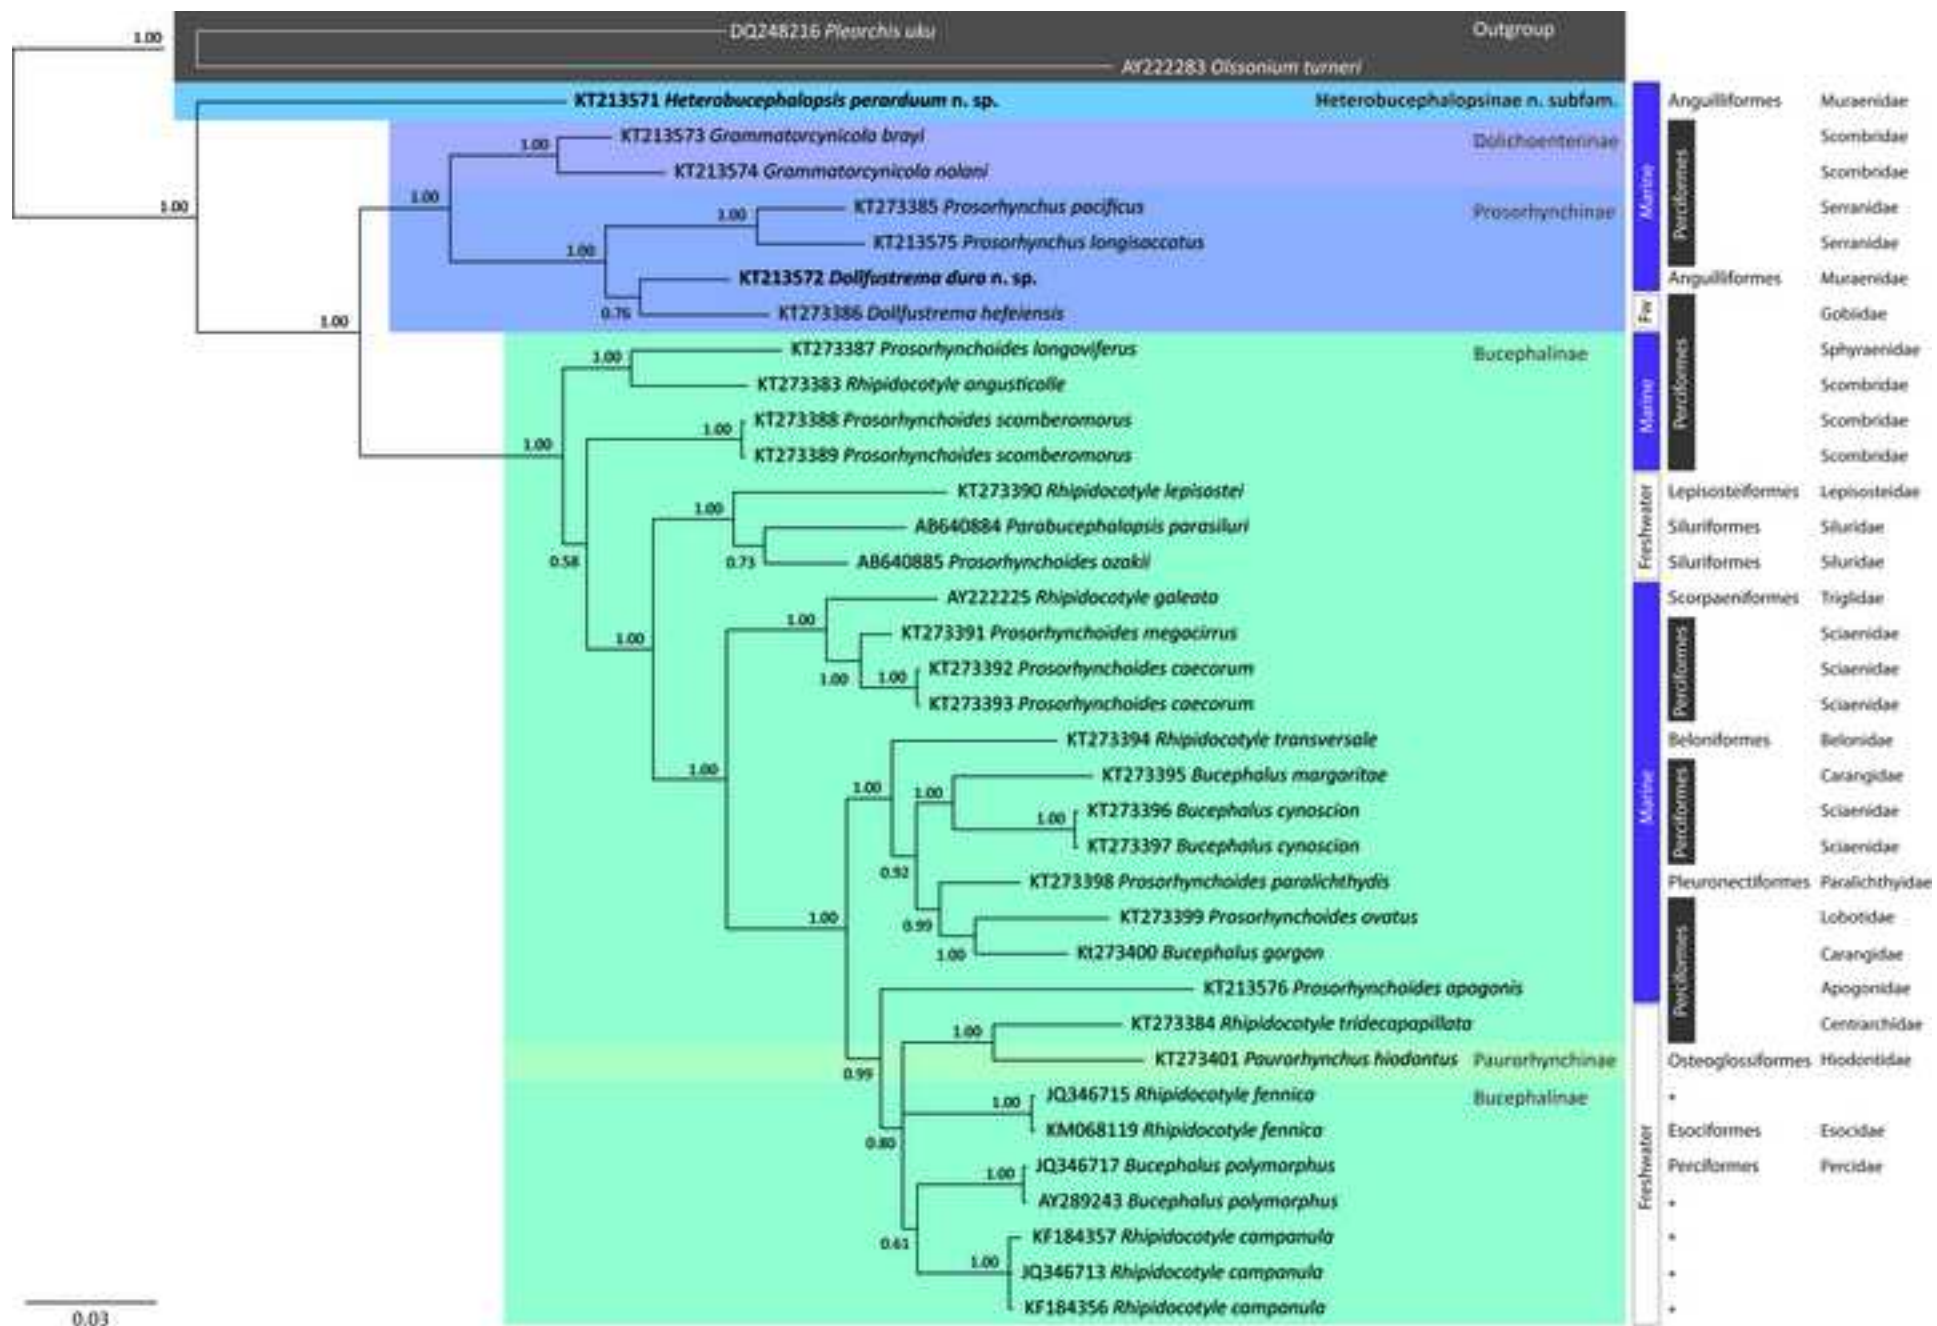 1.00
DQ248216 Pleorchis uku Outgroup
AY222283 Olssonium turneri
KT213571 Heterobucephalopsis perarduum n. sp. Heterobucephalopsinae n. subfam. Anguilliformes Muraenidae
1.00 KT213573 Grammatorcynicola brayi Dolichoenterinae Scombridae
KT213574 Grammatorcynicola nolani Scombridae
1.00
1.00
KT273385 Prosorhynchus pacificus Prosorhynchinae Serranidae
1.00
KT213575 Prosorhynchus longisaccatus Serranidae
1.00
KT213572 Dollfustrema dura n. sp. Anguilliformes Muraenidae
0.76 KT273386 Dollfustrema hefeiensis Gobiidae
1.00
KT273387 Prosorhynchoides longoviferus Bucephalinae Sphyraenidae
1.00
KT273383 Rhipidocotyle angusticolle Scombridae
KT273388 Prosorhynchoides scomberomorus Scombridae
1.00
1.00
KT273389 Prosorhynchoides scomberomorus Scombridae
KT273390 Rhipidocotyle lepisostei Lepisosteiformes Lepisosteidae
1.00
AB640884 Parabucephalopsis parasiluri Siluriformes Siluridae
0.58 0.73 AB640885 Prosorhynchoides ozakii Siluriformes Siluridae
AY222225 Rhipidocotyle galeata Scorpaeniformes Triglidae
1.00
1.00
KT273391 Prosorhynchoides megacirrus Sciaenidae
KT273392 Prosorhynchoides caecorum Sciaenidae
1.00 1.00
KT273393 Prosorhynchoides caecorum Sciaenidae
KT273394 Rhipidocotyle transversale Beloniformes Belonidae
1.00
KT273395 Bucephalus margaritae Carangidae
1.00 1.00
KT273396 Bucephalus cynoscion Sciaenidae
1.00
KT273397 Bucephalus cynoscion Sciaenidae
0.92
KT273398 Prosorhynchoides paralichthydis Pleuronectiformes Paralichthyidae
1.00
KT273399 Prosorhynchoides ovatus Lobotidae
0.99
1.00 Kt273400 Bucephalus gorgon Carangidae
KT213576 Prosorhynchoides apogonis Apogonidae
KT273384 Rhipidocotyle tridecapapillata Centrarchidae
1.00
KT273401 Paurorhynchus hiodontus Paurorhynchinae Osteoglossiformes Hiodontidae
0.99
JQ346715 Rhipidocotyle fennica Bucephalinae *
1.00
KM068119 Rhipidocotyle fennica Esociformes Esocidae
0.80
JQ346717 Bucephalus polymorphus Perciformes Percidae
1.00
AY289243 Bucephalus polymorphus *
KF184357 Rhipidocotyle campanula *
0.61
1.00
JQ346713 Rhipidocotyle campanula *
KF184356 Rhipidocotyle campanula *
0.03
Marine
Fw
Marine
Freshwater
Marine
Freshwater
Perciformes
Perciformes
Perciformes
Perciformes
Perciformes